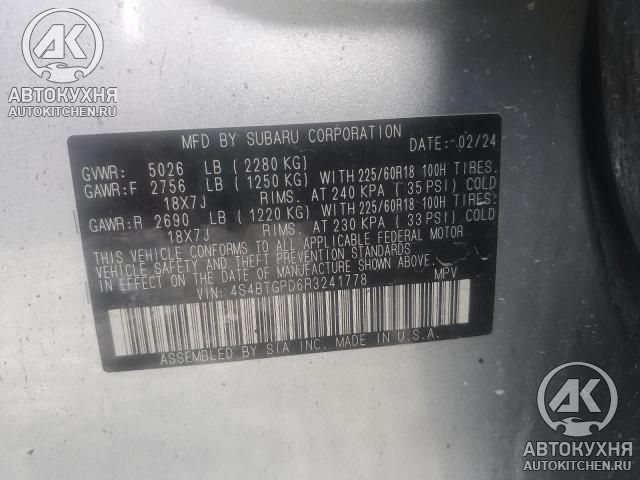 АК
АВТОКУХНЯ
AUTOKITCHEN.RU
MFD BY SUBARU CORPORATION DATE: 02/24
GVWR: 5026 LB ( 2280 KG)
GAWR:F 2756 LB ( 1250 KG) WITH 225/60R18 100H TIRES.
18X7J RIMS. AT 240 KPA ( 35 PSI) COLD
GAWR:R 2690 LB ( 1220 KG) WITH 225/60R18 100H TIRES.
18X7J RIMS. AT 230 KPA ( 33 PSI) COLD
THIS VEHICLE CONFORMS TO ALL APPLICABLE FEDERAL MOTOR
VEHICLE SAFETY AND THEFT PREVENTION STANDARDS
IN EFFECT ON THE DATE OF MANUFACTURE SHOWN ABOVE.
VIN: 4S4BTGPD6R3241778 MPV
ASSEMBLED BY SIA INC. MADE IN U.S.A.
АК
АВТОКУХНЯ
AUTOKITCHEN.RU